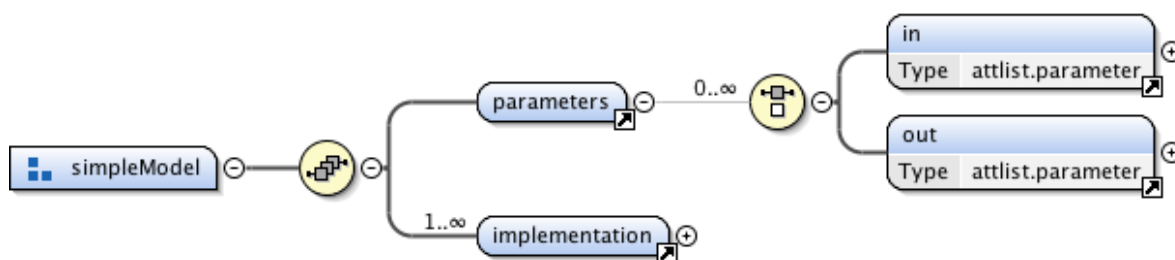 in
Type attlist.parameter
parameters
0..∞
out
Type attlist.parameter
simpleModel
1..∞
implementation